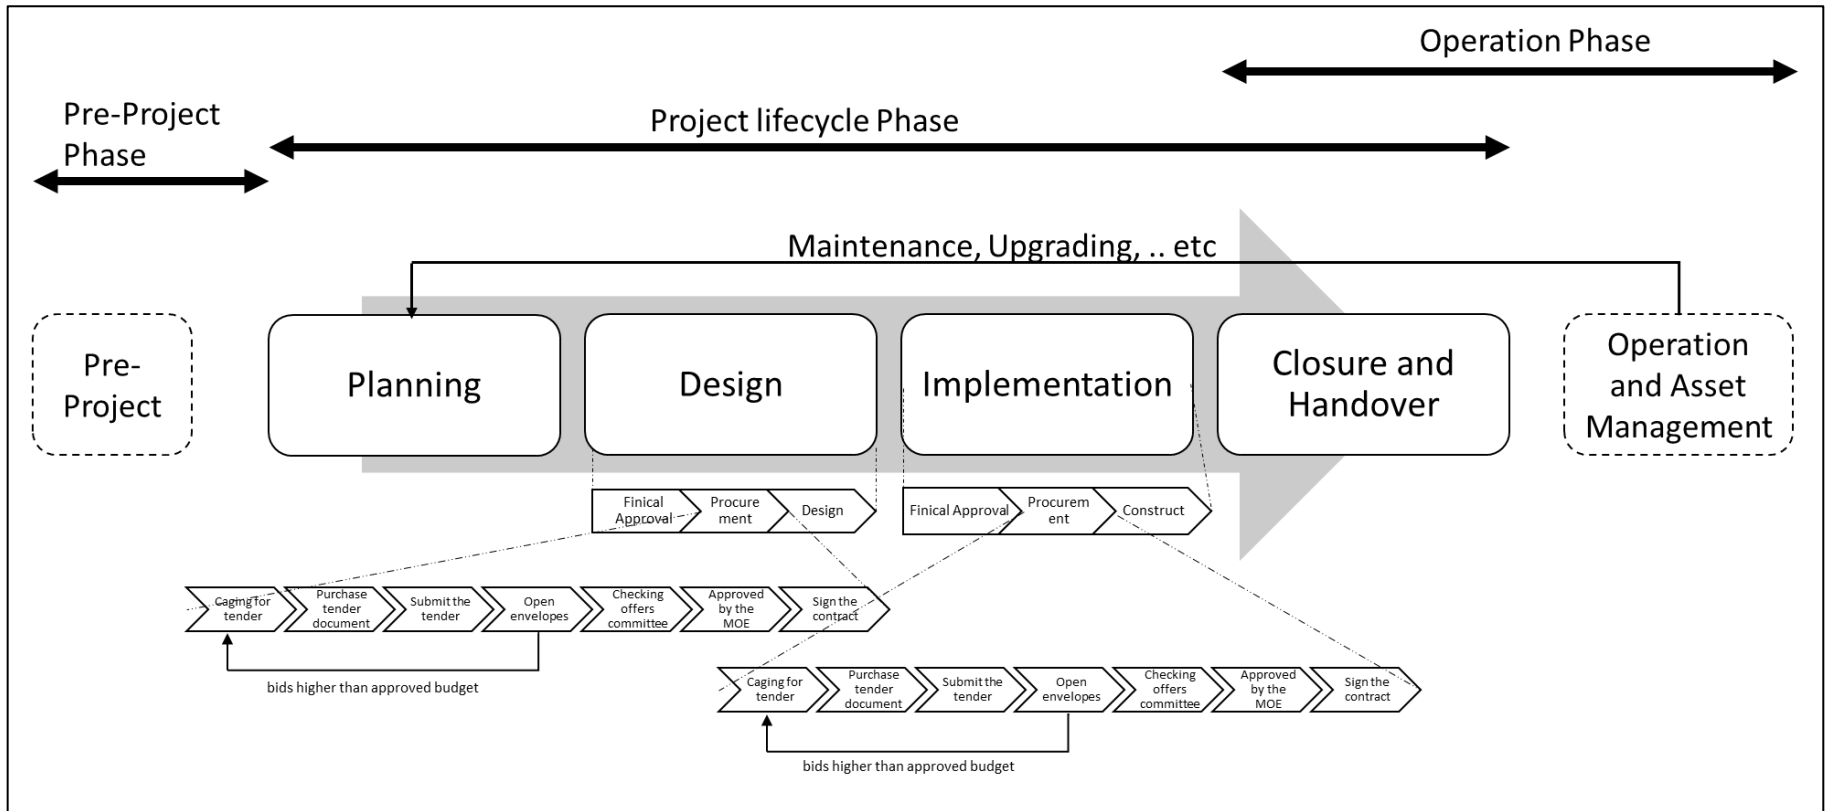 Operation Phase
Pre-Project
Phase
Project lifecycle Phase
Maintenance, Upgrading, .. etc
Pre-
Project
Planning
Design
Implementation
Closure and
Handover
Operation
and Asset
Management
Finical
Approval
Procure
ment
Design
Finical Approval
Procurem
ent
Construct
Caging for
tender
Purchase
tender
document
Submit the
tender
Open
envelopes
Checking
offers
committee
Approved
by the
MOE
Sign the
contract
bids higher than approved budget
Caging for
tender
Purchase
tender
document
Submit the
tender
Open
envelopes
Checking
offers
committee
Approved
by the
MOE
Sign the
contract
bids higher than approved budget